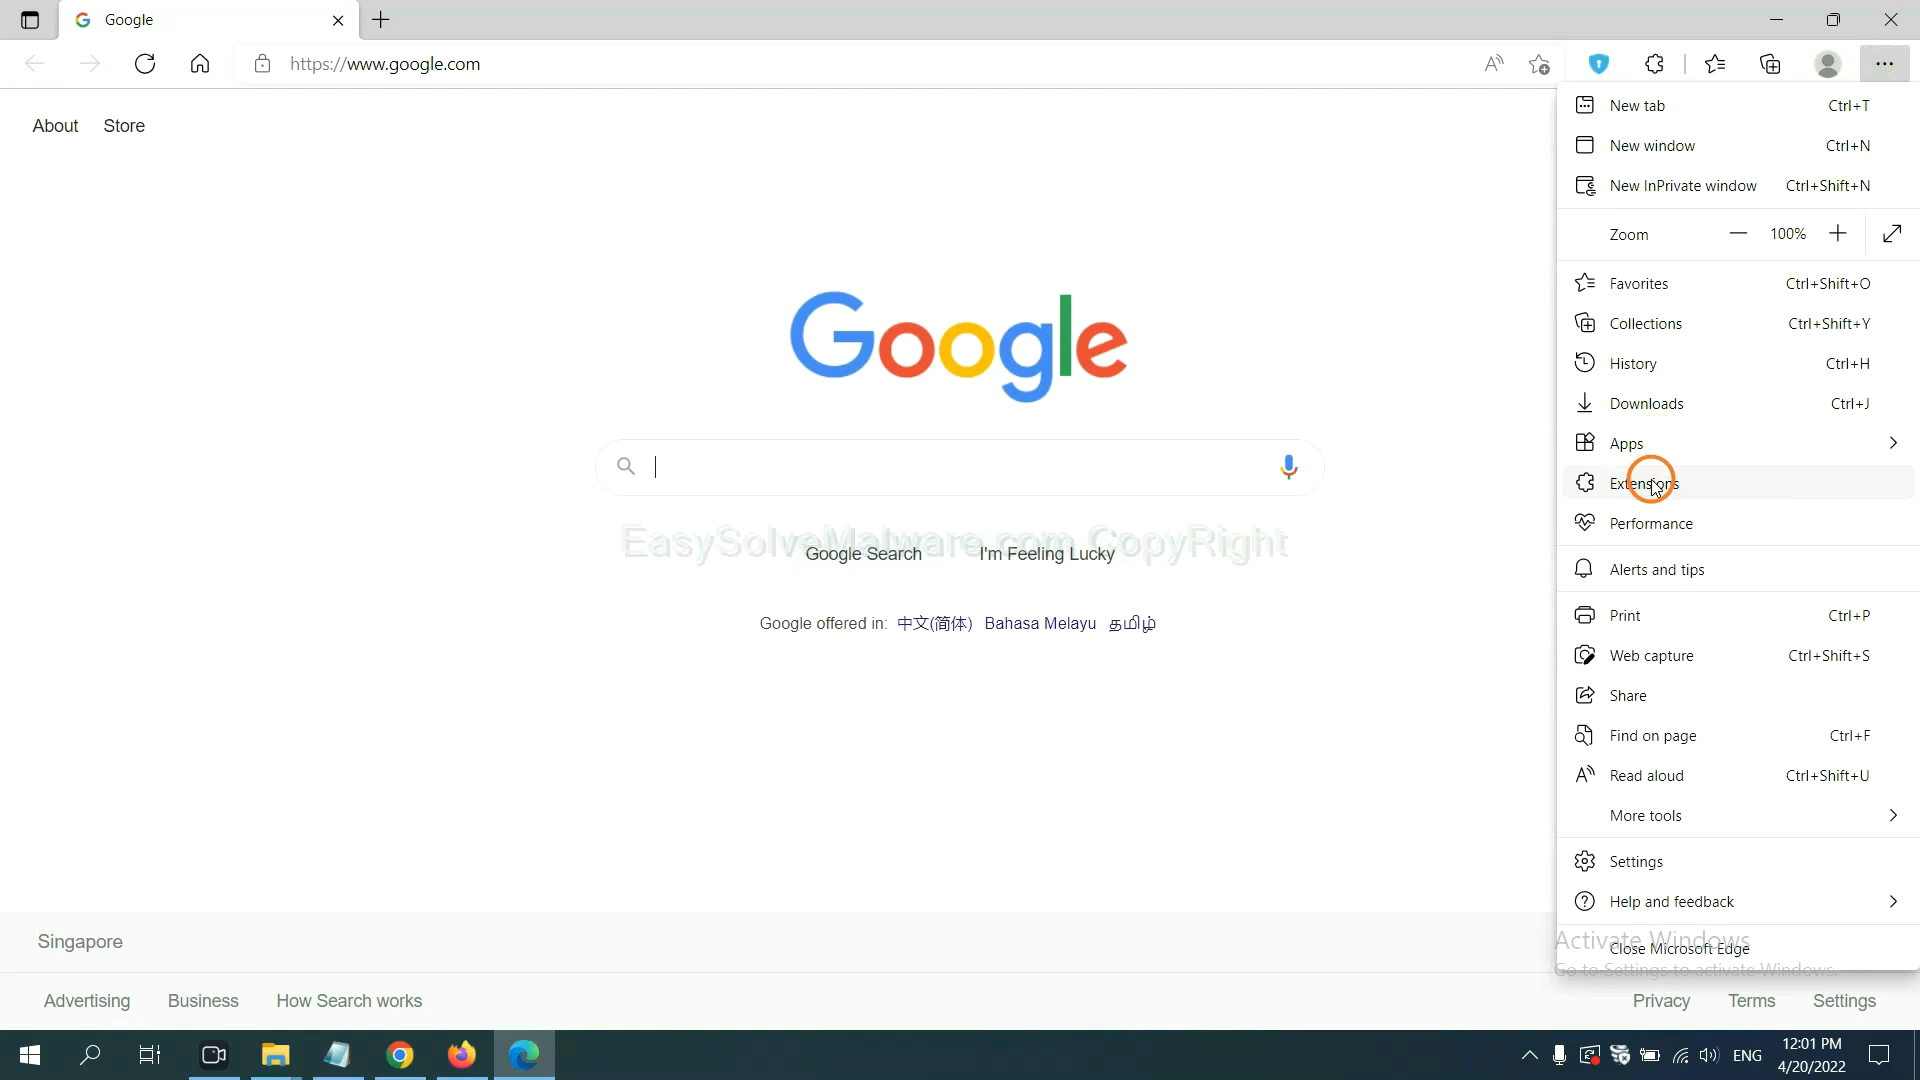 Google
https://www.google.com
About Store
New tab Ctrl+T
New window Ctrl+N
New InPrivate window Ctrl+Shift+N
Zoom 100%
Favorites Ctrl+Shift+O
Collections Ctrl+Shift+Y
History Ctrl+H
Downloads Ctrl+J
Apps
Extensions
Performance
Alerts and tips
Print Ctrl+P
Web capture Ctrl+Shift+S
Share
Find on page Ctrl+F
Read aloud Ctrl+Shift+U
More tools
Settings
Help and feedback
Close Microsoft Edge
Activate Windows
Go to Settings to activate Windows.
Google
EasySolveMalware.com CopyRight
Google Search I'm Feeling Lucky
Google offered in: 中文(简体) Bahasa Melayu தமிழ்
Singapore
Advertising Business How Search works Privacy Terms Settings
ENG
12:01 PM
4/20/2022